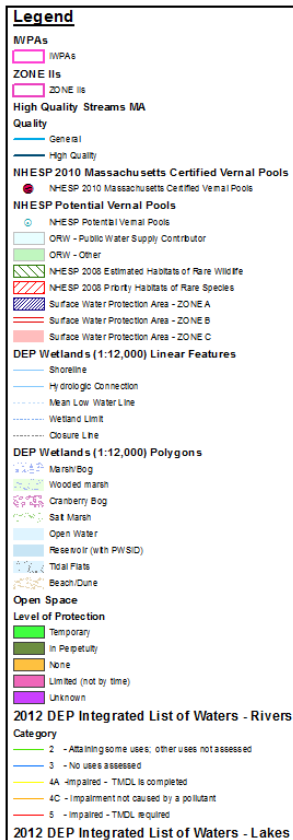 Legend
IWPAs
IWPAs
ZONE IIs
ZONE IIs
High Quality Streams MA
Quality
General
High Quality
NHESP 2010 Massachusetts Certified Vernal Pools
NHESP 2010 Massachusetts Certified Vernal Pools
NHESP Potential Vernal Pools
NHESP Potential Vernal Pools
ORW - Public Water Supply Contributor
ORW - Other
NHESP 2008 Estimated Habitats of Rare Wildlife
NHESP 2008 Priority Habitats of Rare Species
Surface Water Protection Area - ZONE A
Surface Water Protection Area - ZONE B
Surface Water Protection Area - ZONE C
DEP Wetlands (1:12,000) Linear Features
Shoreline
Hydrologic Connection
Mean Low Water Line
Wetland Limit
Closure Line
DEP Wetlands (1:12,000) Polygons
Marsh/Bog
Wooded marsh
Cranberry Bog
Salt Marsh
Open Water
Reservoir (with PWSID)
Tidal Flats
Beach/Dune
Open Space
Level of Protection
Temporary
In Perpetuity
None
Limited (not by time)
Unknown
2012 DEP Integrated List of Waters - Rivers
Category
2 - Attaining some uses; other uses not assessed
3 - No uses assessed
4A -Impaired - TMDL is completed
4C - Impairment not caused by a pollutant
5 - Impaired - TMDL required
2012 DEP Integrated List of Waters - Lakes